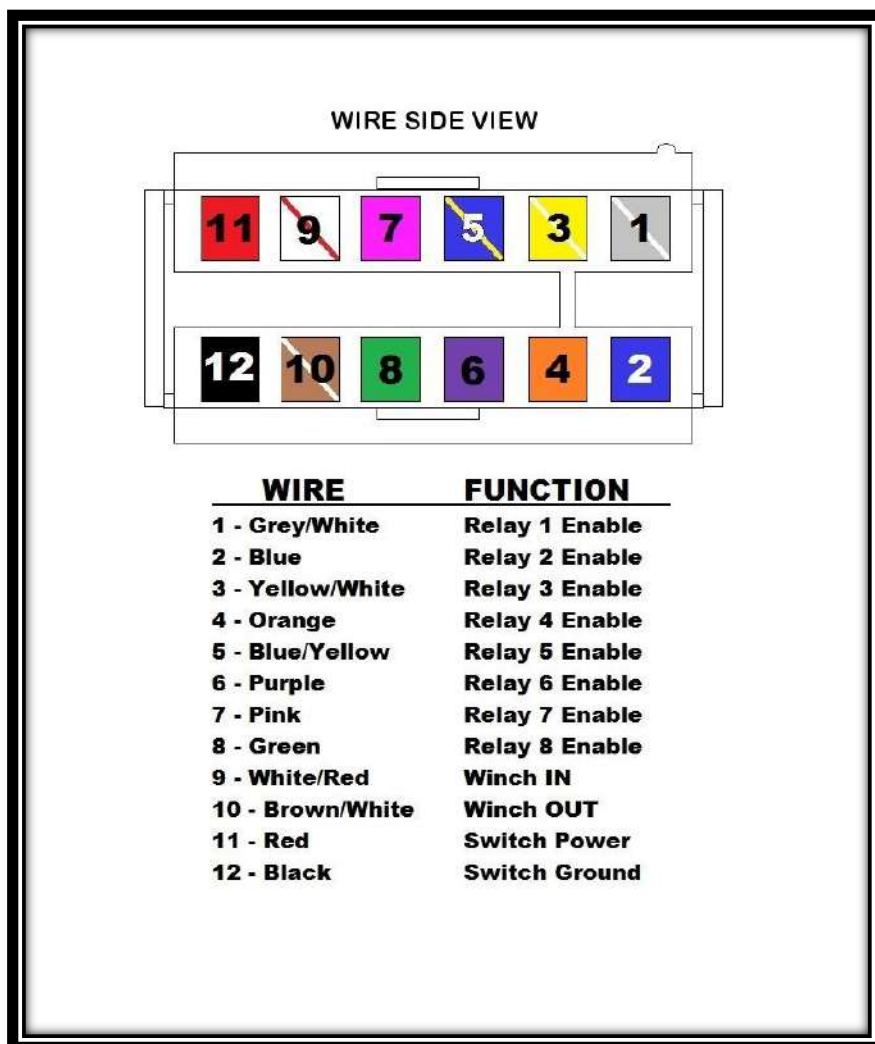 WIRE SIDE VIEW
11 9 7 5 3 1
12 10 8 6 4 2
WIRE FUNCTION
1 - Grey/White Relay 1 Enable
2 - Blue Relay 2 Enable
3 - Yellow/White Relay 3 Enable
4 - Orange Relay 4 Enable
5 - Blue/Yellow Relay 5 Enable
6 - Purple Relay 6 Enable
7 - Pink Relay 7 Enable
8 - Green Relay 8 Enable
9 - White/Red Winch IN
10 - Brown/White Winch OUT
11 - Red Switch Power
12 - Black Switch Ground